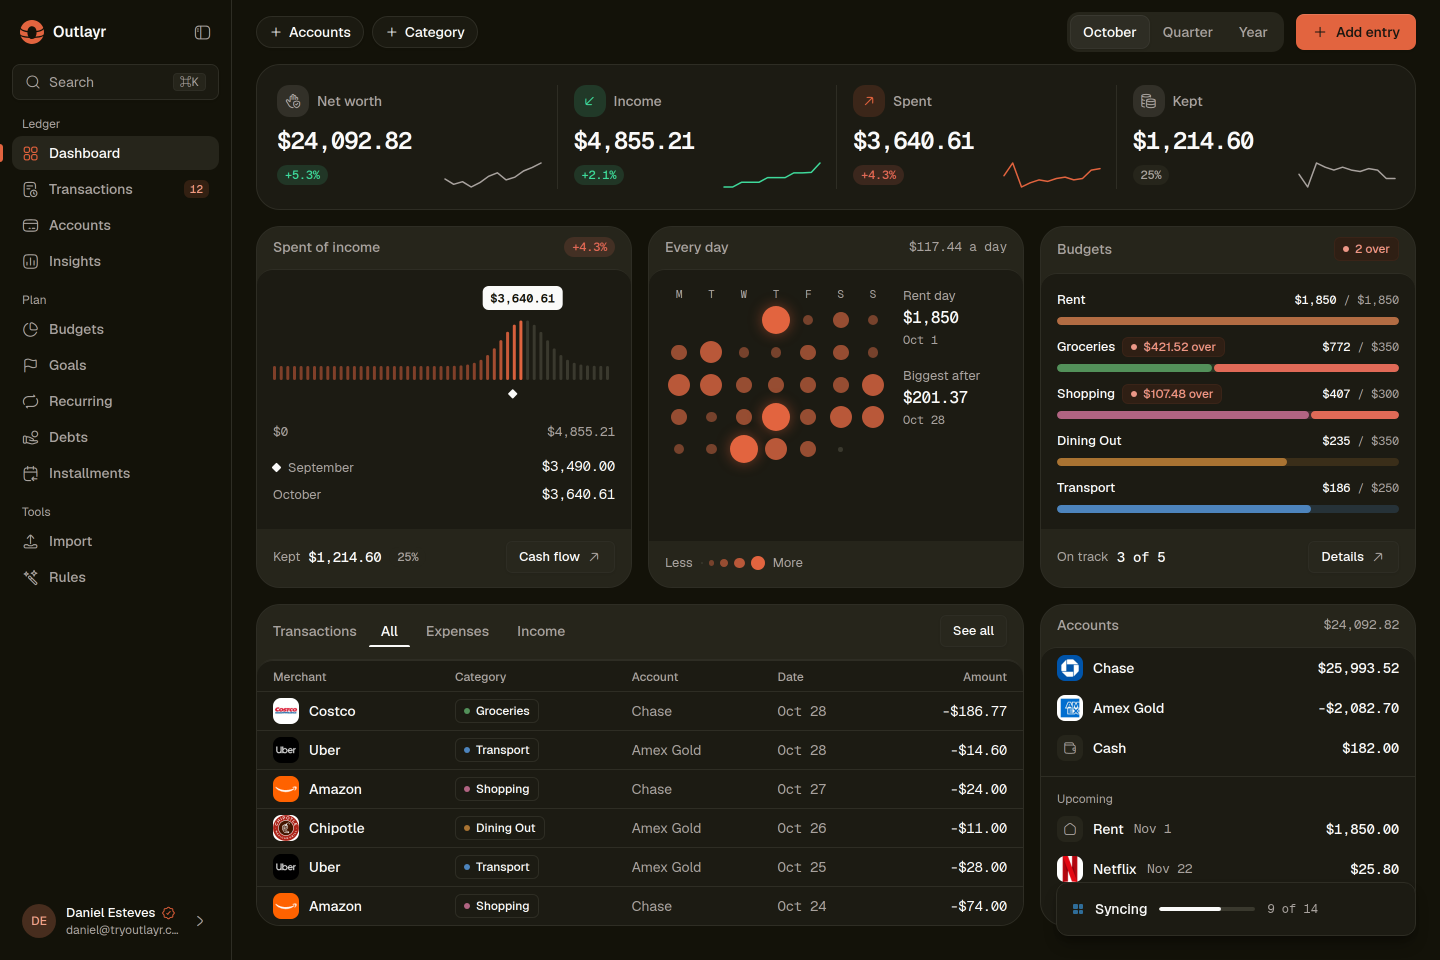 Outlayr
Search ⌘K
Ledger
Dashboard
Transactions 12
Accounts
Insights
Plan
Budgets
Goals
Recurring
Debts
Installments
Tools
Import
Rules
DE
Daniel Esteves
daniel@tryoutlayr.c...
+ Accounts
+ Category
October Quarter Year
+ Add entry
Net worth
$24,092.82
+5.3%
Income
$4,855.21
+2.1%
Spent
$3,640.61
+4.3%
Kept
$1,214.60
25%
Spent of income +4.3%
$3,640.61
$0 $4,855.21
September $3,490.00
October $3,640.61
Kept $1,214.60 25% Cash flow
Every day $117.44 a day
M T W T F S S
Rent day
$1,850
Oct 1
Biggest after
$201.37
Oct 28
Less More
Budgets 2 over
Rent $1,850 / $1,850
Groceries $421.52 over $772 / $350
Shopping $107.48 over $407 / $300
Dining Out $235 / $350
Transport $186 / $250
On track 3 of 5 Details
Transactions All Expenses Income See all
Merchant Category Account Date Amount
Costco Costco Groceries Chase Oct 28 -$186.77
Uber Uber Transport Amex Gold Oct 28 -$14.60
Amazon Shopping Chase Oct 27 -$24.00
Chipotle Dining Out Amex Gold Oct 26 -$11.00
Uber Uber Transport Amex Gold Oct 25 -$28.00
Amazon Shopping Chase Oct 24 -$74.00
Accounts $24,092.82
Chase $25,993.52
AM
EX
Amex Gold -$2,082.70
Cash $182.00
Upcoming
Rent Nov 1 $1,850.00
N Netflix Nov 22 $25.80
Syncing 9 of 14